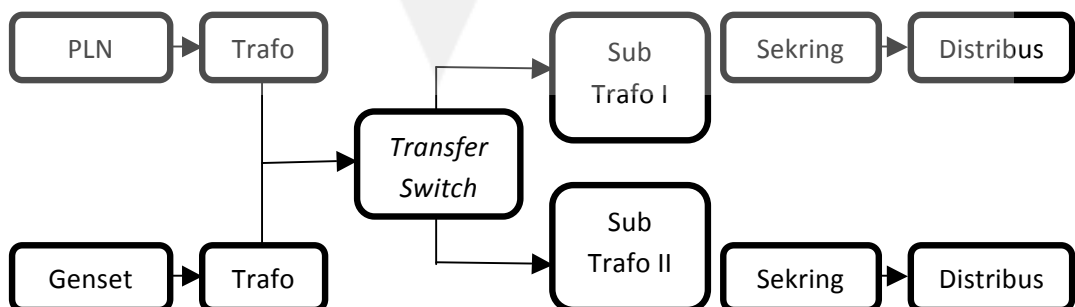 PLN
Trafo
Sub
Trafo I
Sekring
Distribus
Transfer
Switch
Genset
Trafo
Sub
Trafo II
Sekring
Distribus